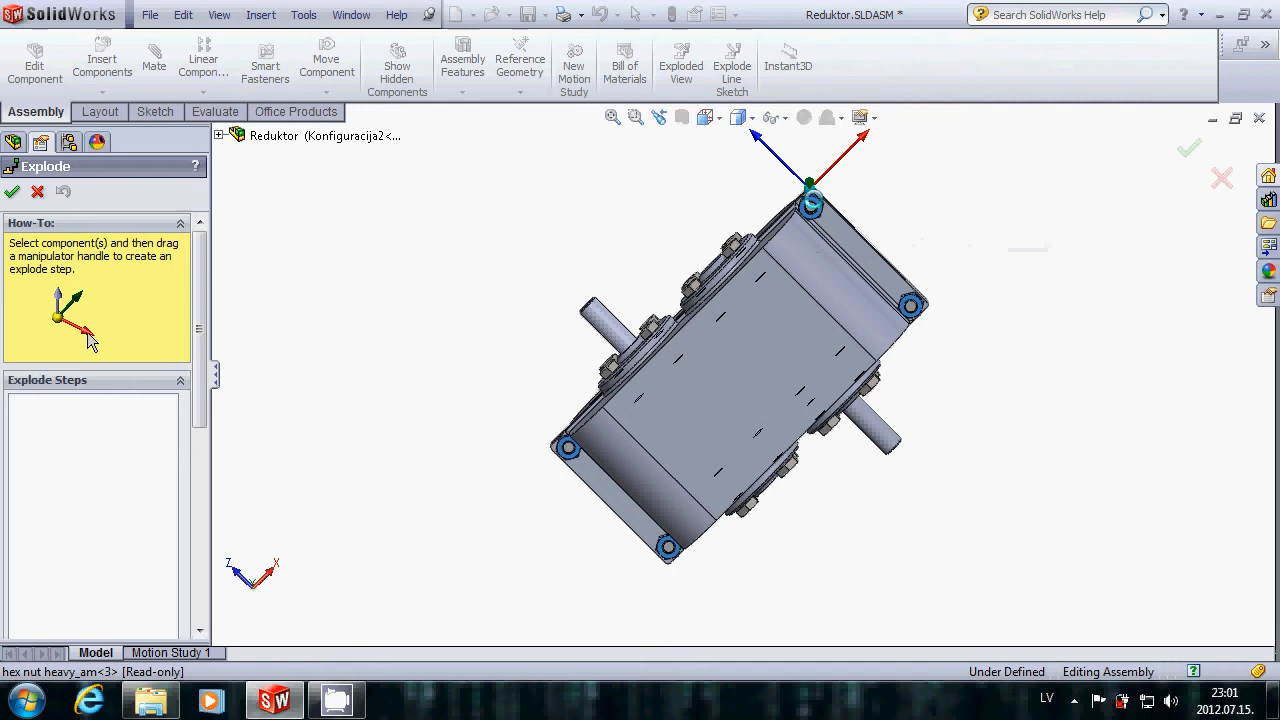 SolidWorks
File Edit View Insert Tools Window Help
Reduktor.SLDASM *
Search SolidWorks Help
?
Edit Component
Insert Components
Mate
Linear Compon...
Smart Fasteners
Move Component
Show Hidden Components
Assembly Features
Reference Geometry
New Motion Study
Bill of Materials
Exploded View
Explode Line Sketch
Instant3D
Assembly Layout Sketch Evaluate Office Products
Reduktor (Konfiguracija2<...
Explode ?
How-To:
Select component(s) and then drag
a manipulator handle to create an
explode step.
Explode Steps
Z X
Model Motion Study 1
hex nut heavy_am<3> [Read-only] Under Defined Editing Assembly ?
LV
23:01
2012.07.15.